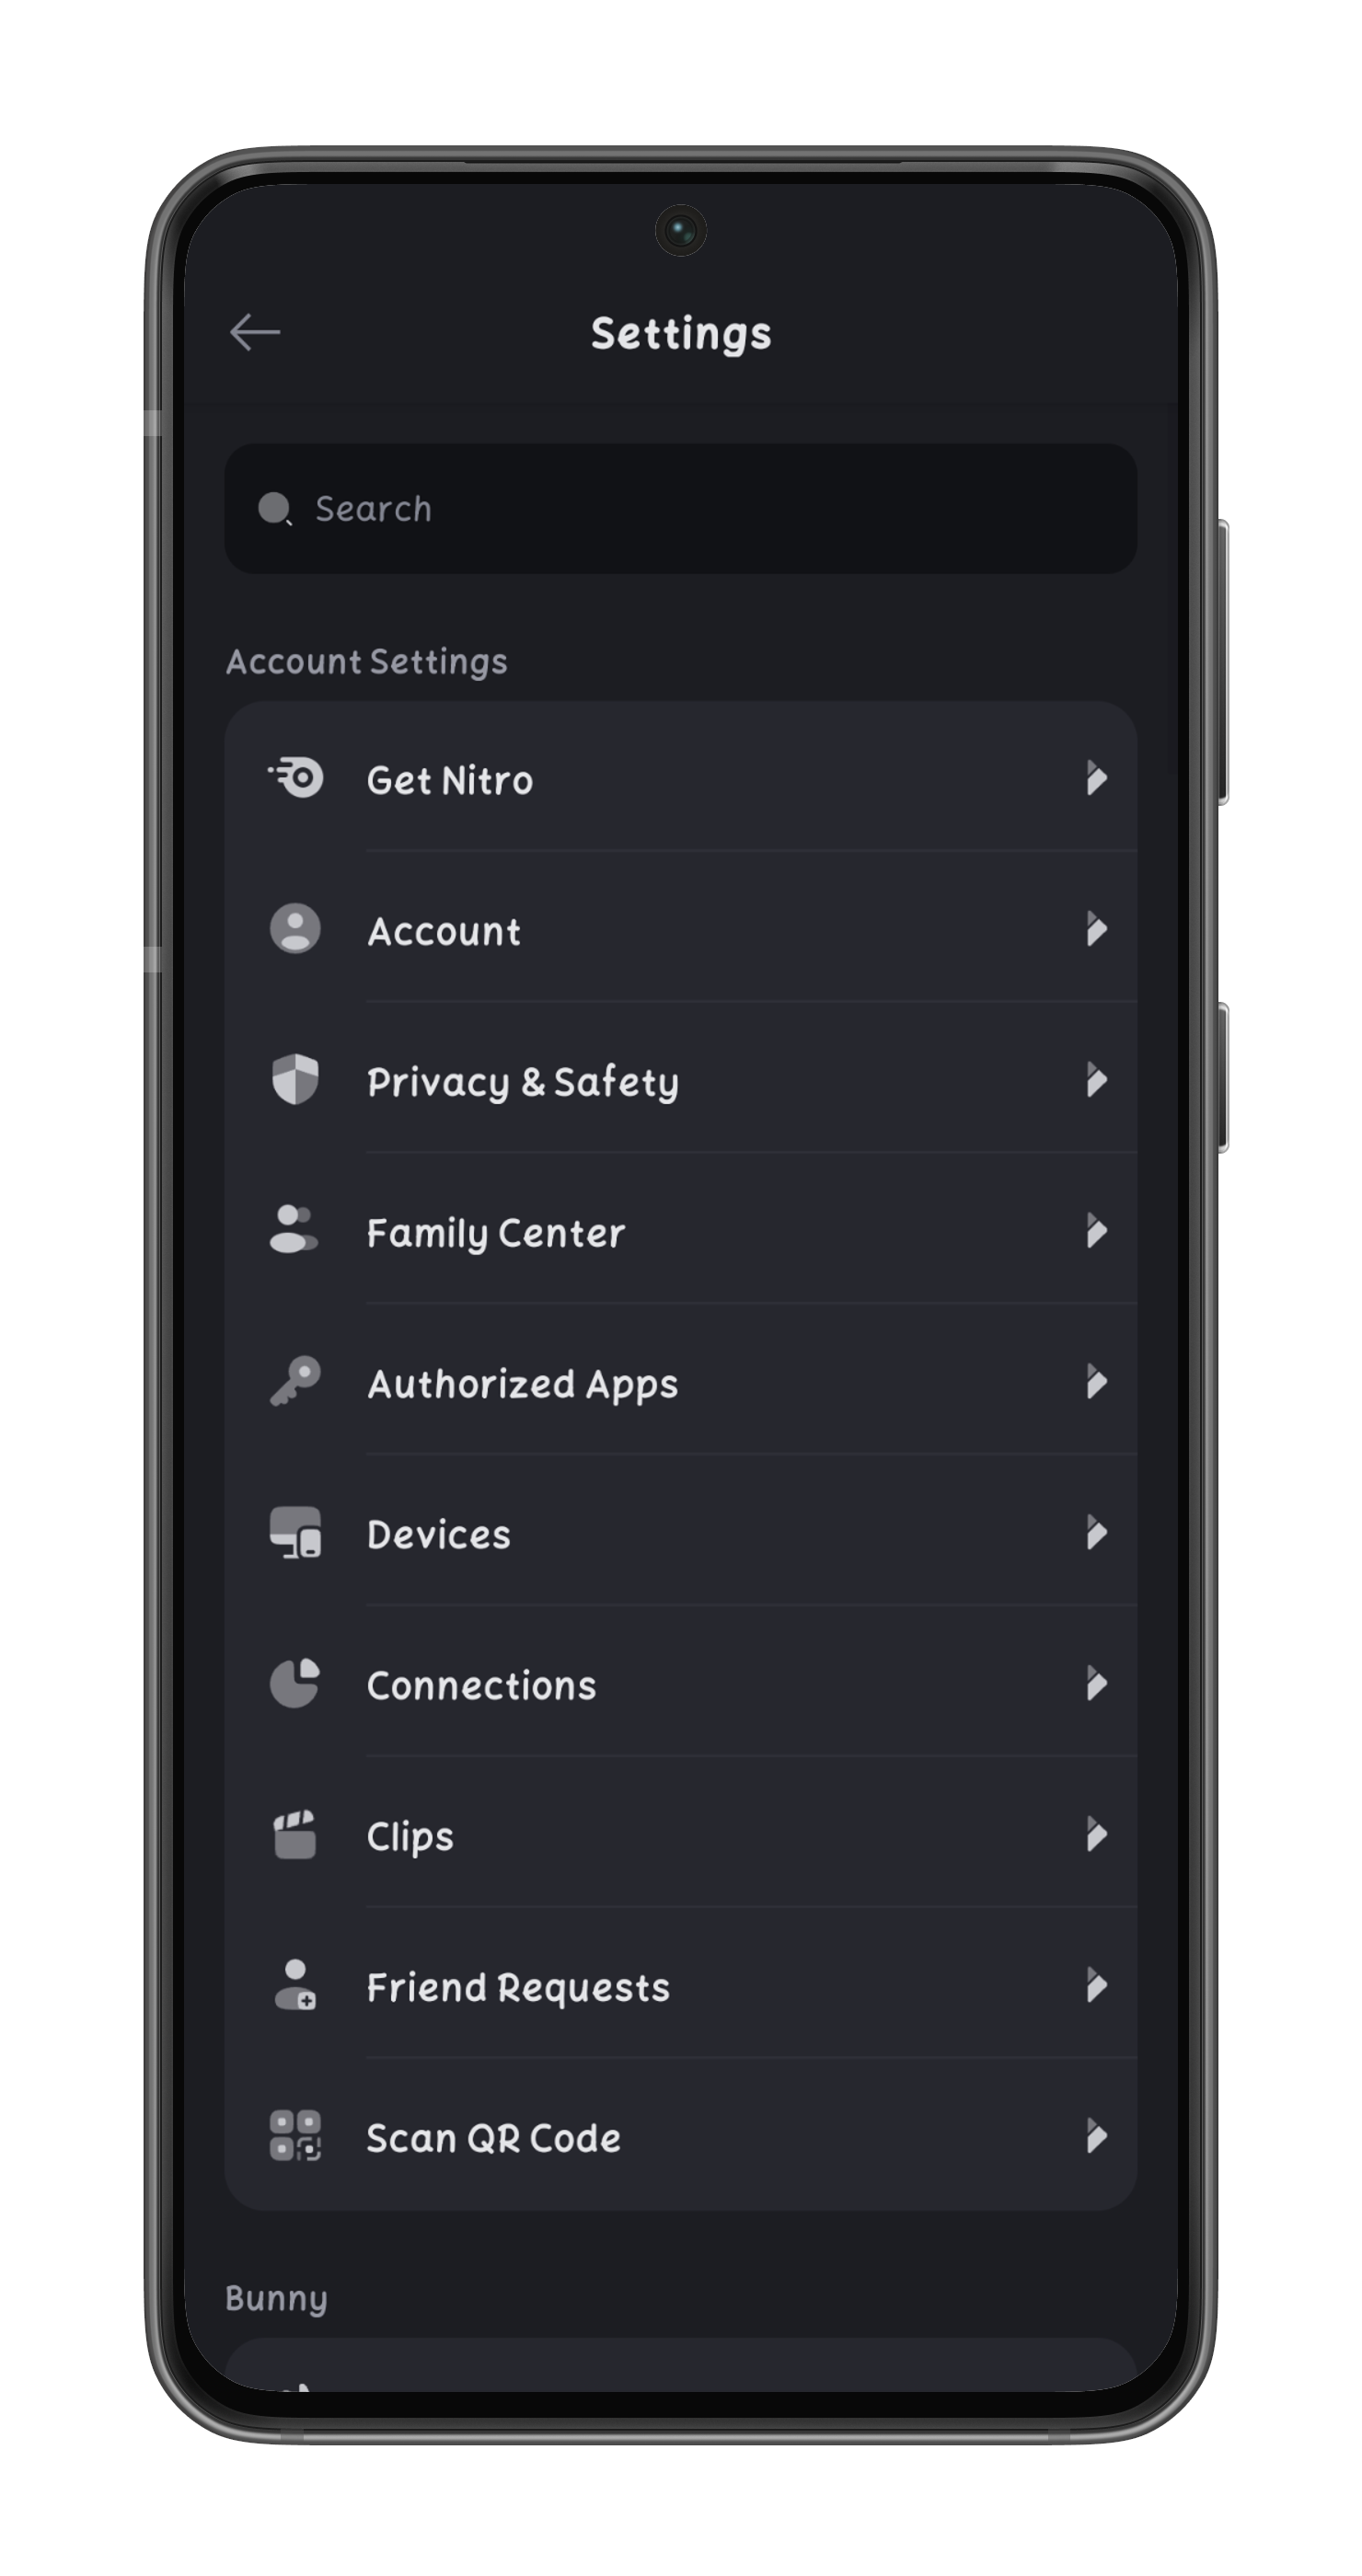 Settings
Search
Account Settings
Get Nitro
Account
Privacy & Safety
Family Center
Authorized Apps
Devices
Connections
Clips
Friend Requests
Scan QR Code
Bunny